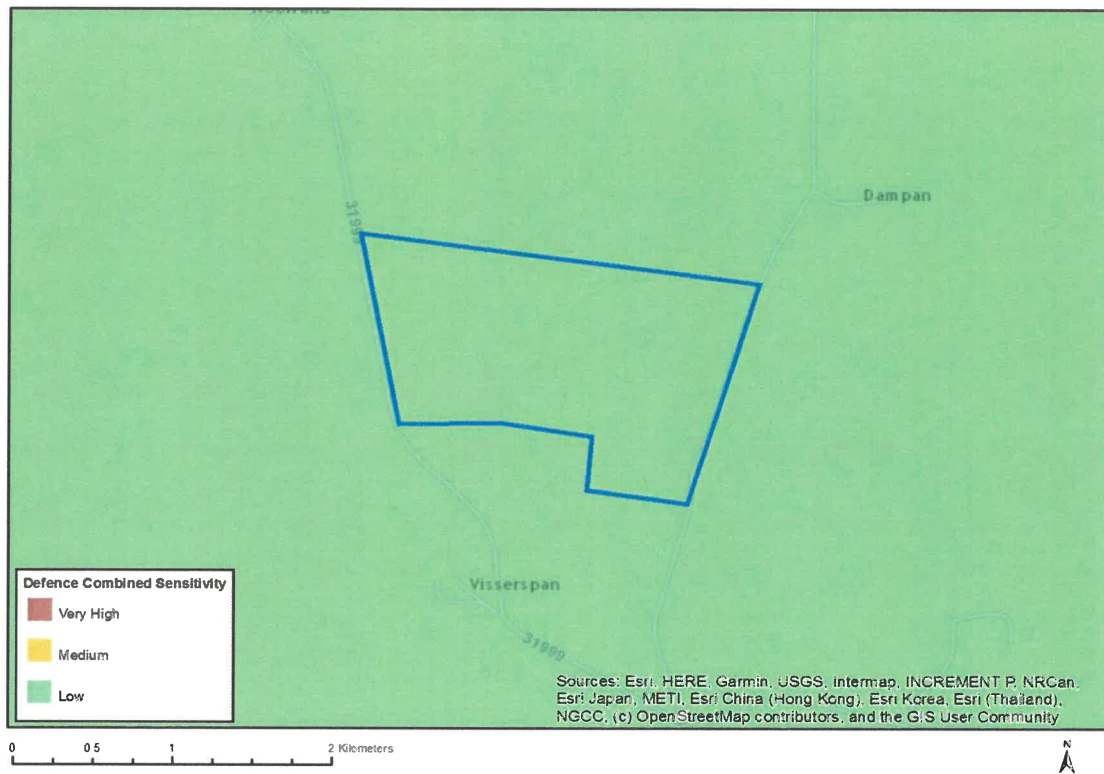 31999
Dampan
Visserspan
31999
Defence Combined Sensitivity
Very High
Medium
Low
Sources: Esri, HERE, Garmin, USGS, Intermap, INCREMENT P, NRCan,
Esri Japan, METI, Esri China (Hong Kong), Esri Korea, Esri (Thailand),
NGCC, (c) OpenStreetMap contributors, and the GIS User Community
0 0.5 1 2 Kilometers
N